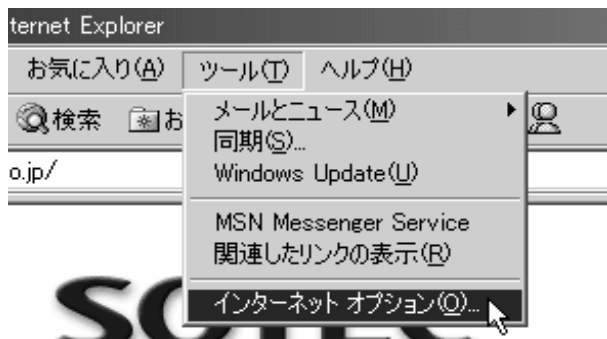 ternet Explorer
お気に入り(A) ツール(T) ヘルプ(H)
検索 お
メールとニュース(M)
同期(S)...
o.jp/
Windows Update(U)
MSN Messenger Service
関連したリンクの表示(R)
インターネット オプション(O)...
SOTEC